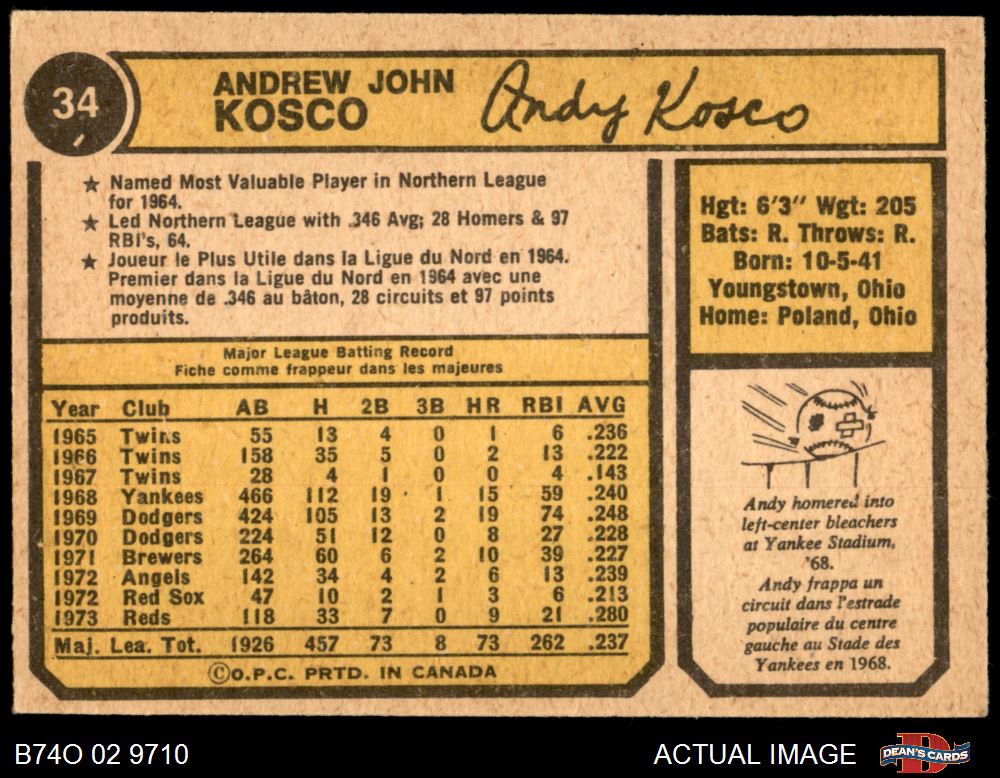 34
ANDREW JOHN
KOSCO
Andy Kosco
★ Named Most Valuable Player in Northern League
for 1964.
★ Led Northern League with .346 Avg; 28 Homers & 97
RBI's, 64.
★ Joueur le Plus Utile dans la Ligue du Nord en 1964.
Premier dans la Ligue du Nord en 1964 avec une
moyenne de .346 au bâton, 28 circuits et 97 points
produits.
Hgt: 6'3" Wgt: 205
Bats: R. Throws: R.
Born: 10-5-41
Youngstown, Ohio
Home: Poland, Ohio
Major League Batting Record
Fiche comme frappeur dans les majeures
Year Club AB H 2B 3B HR RBI AVG
1965 Twins 55 13 4 0 1 6 .236
1966 Twins 158 35 5 0 2 13 .222
1967 Twins 28 4 1 0 0 4 .143
1968 Yankees 466 112 19 1 15 59 .240
1969 Dodgers 424 105 13 2 19 74 .248
1970 Dodgers 224 51 12 0 8 27 .228
1971 Brewers 264 60 6 2 10 39 .227
1972 Angels 142 34 4 2 6 13 .239
1972 Red Sox 47 10 2 1 3 6 .213
1973 Reds 118 33 7 0 9 21 .280
Maj. Lea. Tot. 1926 457 73 8 73 262 .237
©O.P.C. PRTD. IN CANADA
Andy homered into
left-center bleachers
at Yankee Stadium,
'68.
Andy frappa un
circuit dans l'estrade
populaire du centre
gauche au Stade des
Yankees en 1968.
B74O 02 9710
ACTUAL IMAGE
DEAN'S CARDS